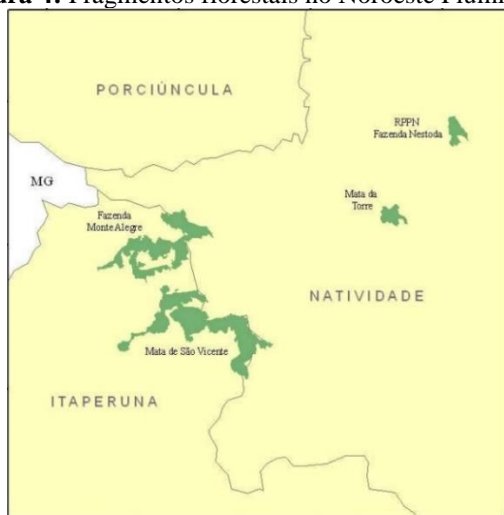 Fragmentos florestais no Noroeste
PORCIÚNCULA
RPPN
Fazenda Nestoda
MG
Mata da
Torre
Fazenda
Monte Alegre
NATIVIDADE
Mata de São Vicente
ITAPERUNA